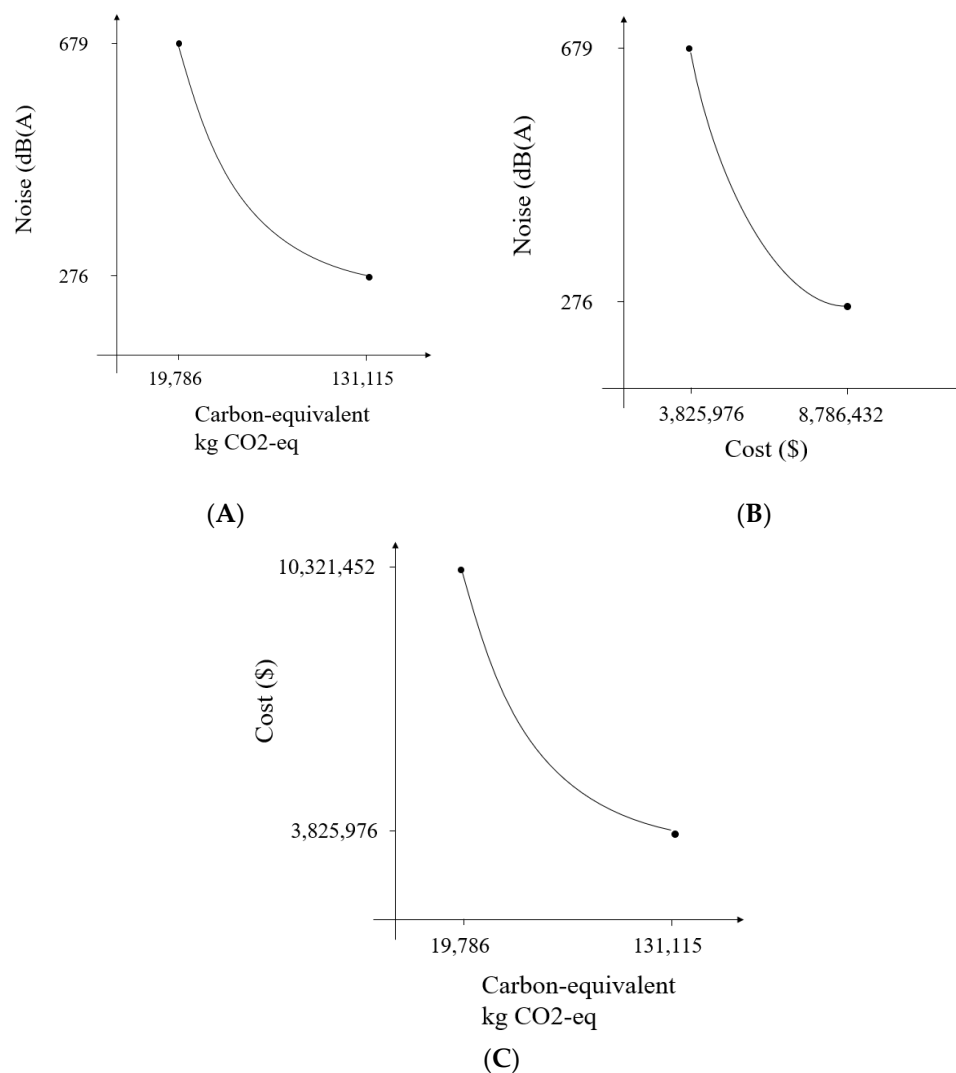 679
Noise (dB(A)
276
19,786
131,115
Carbon-equivalent
kg CO2-eq
(A)
679
Noise (dB(A)
276
3,825,976
8,786,432
Cost ($)
(B)
10,321,452
Cost ($)
3,825,976
19,786
131,115
Carbon-equivalent
kg CO2-eq
(C)